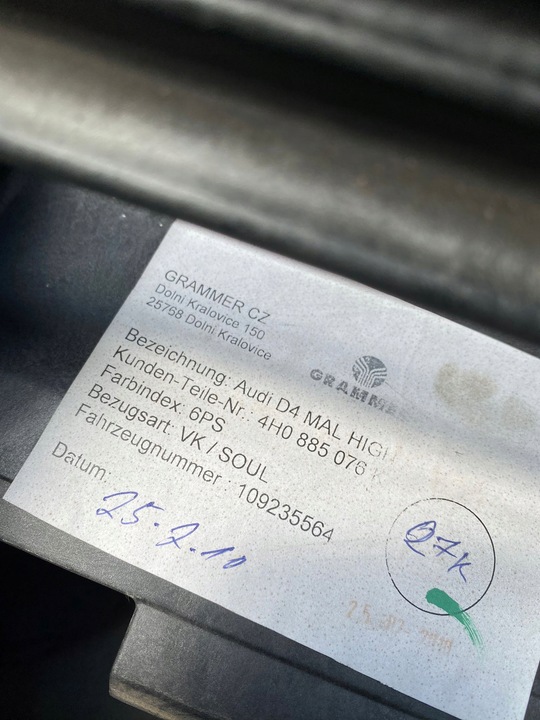 GRAMMER CZ
Dolni Kralovice 150
25768 Dolni Kralovice
GRAMMER
Bezeichnung: Audi D4 MAL HIGH
Kunden-Teile-Nr.: 4H0 885 076
Farbindex: 6PS
Bezugsart: VK / SOUL
Fahrzeugnummer : 109235564
Datum:
25.2.10